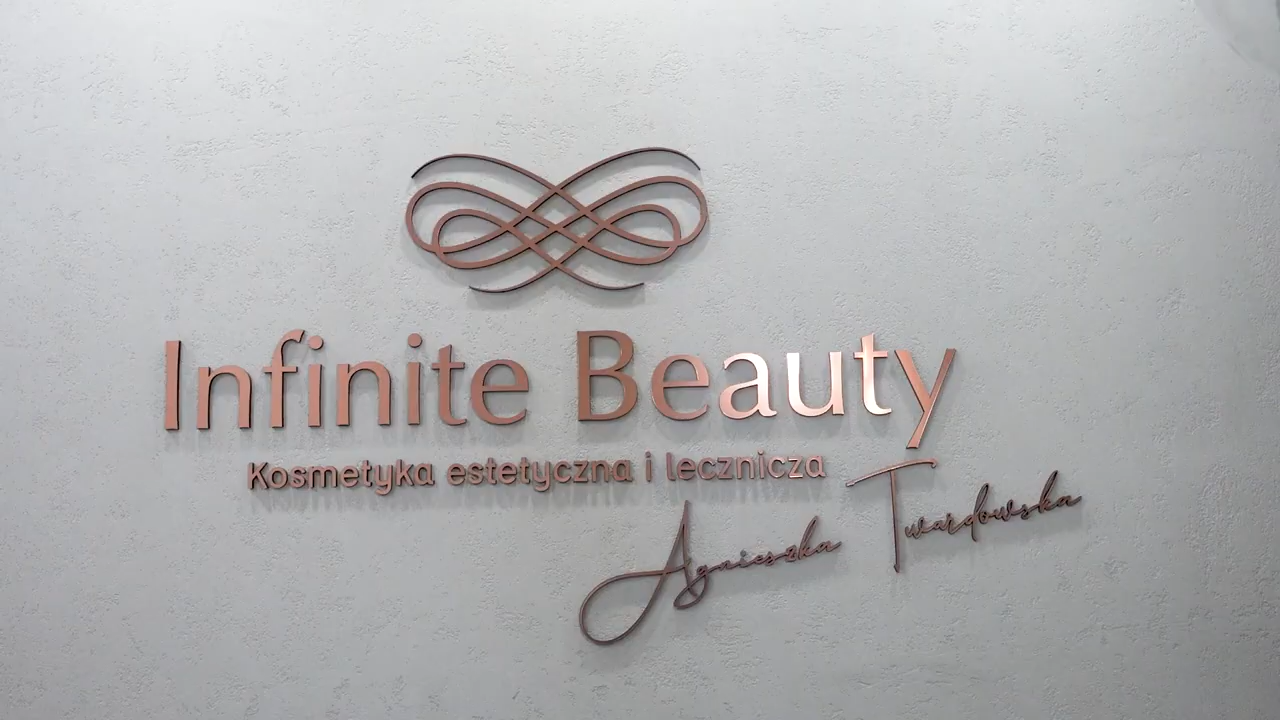 Infinite Beauty
Kosmetyka estetyczna i lecznicza
Agnieszka Twardowska